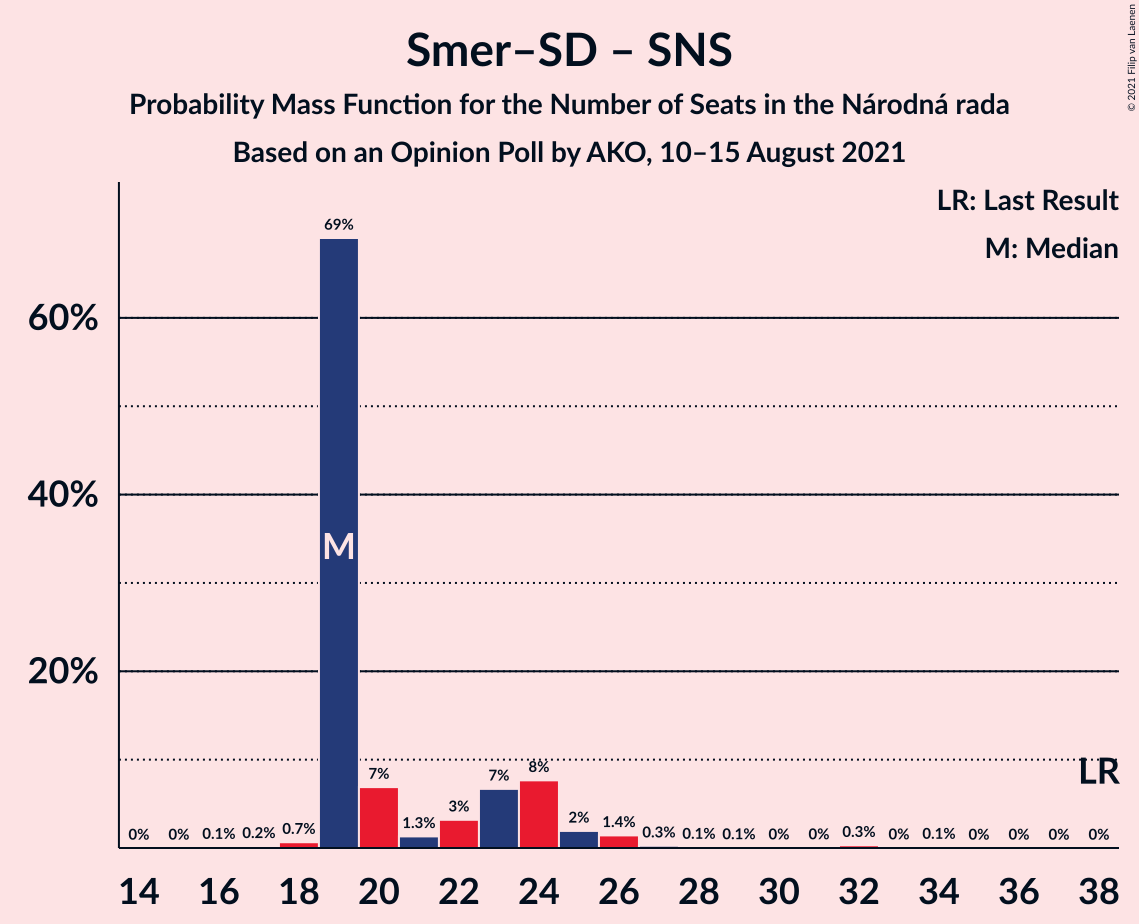 Smer–SD – SNS
Probability Mass Function for the Number of Seats in the Národná rada
Based on an Opinion Poll by AKO, 10–15 August 2021
© 2021 Filip van Laenen
LR: Last Result
M: Median
69%
60%
40%
M
20%
LR
0% 0% 0.1% 0.2% 0.7% 7% 1.3% 3% 7% 8% 2% 1.4% 0.3% 0.1% 0.1% 0% 0% 0.3% 0% 0.1% 0% 0% 0% 0%
14 16 18 20 22 24 26 28 30 32 34 36 38